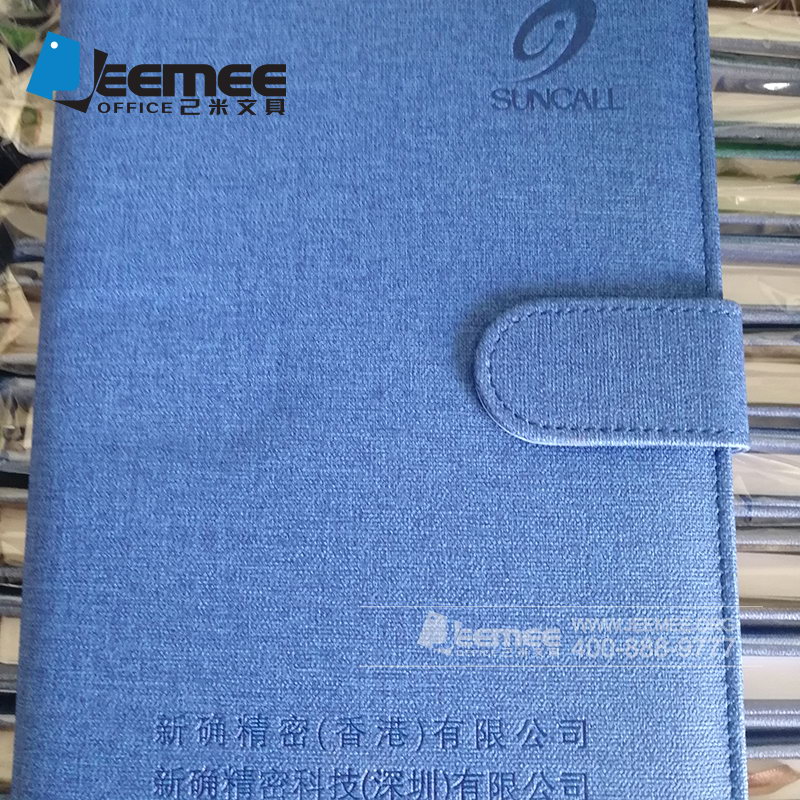 Jeemee
OFFICE 己米文具
SUNCALL
Jeemee
400-888-9777
新确精密(香港)有限公司
新确精密科技(深圳)有限公司